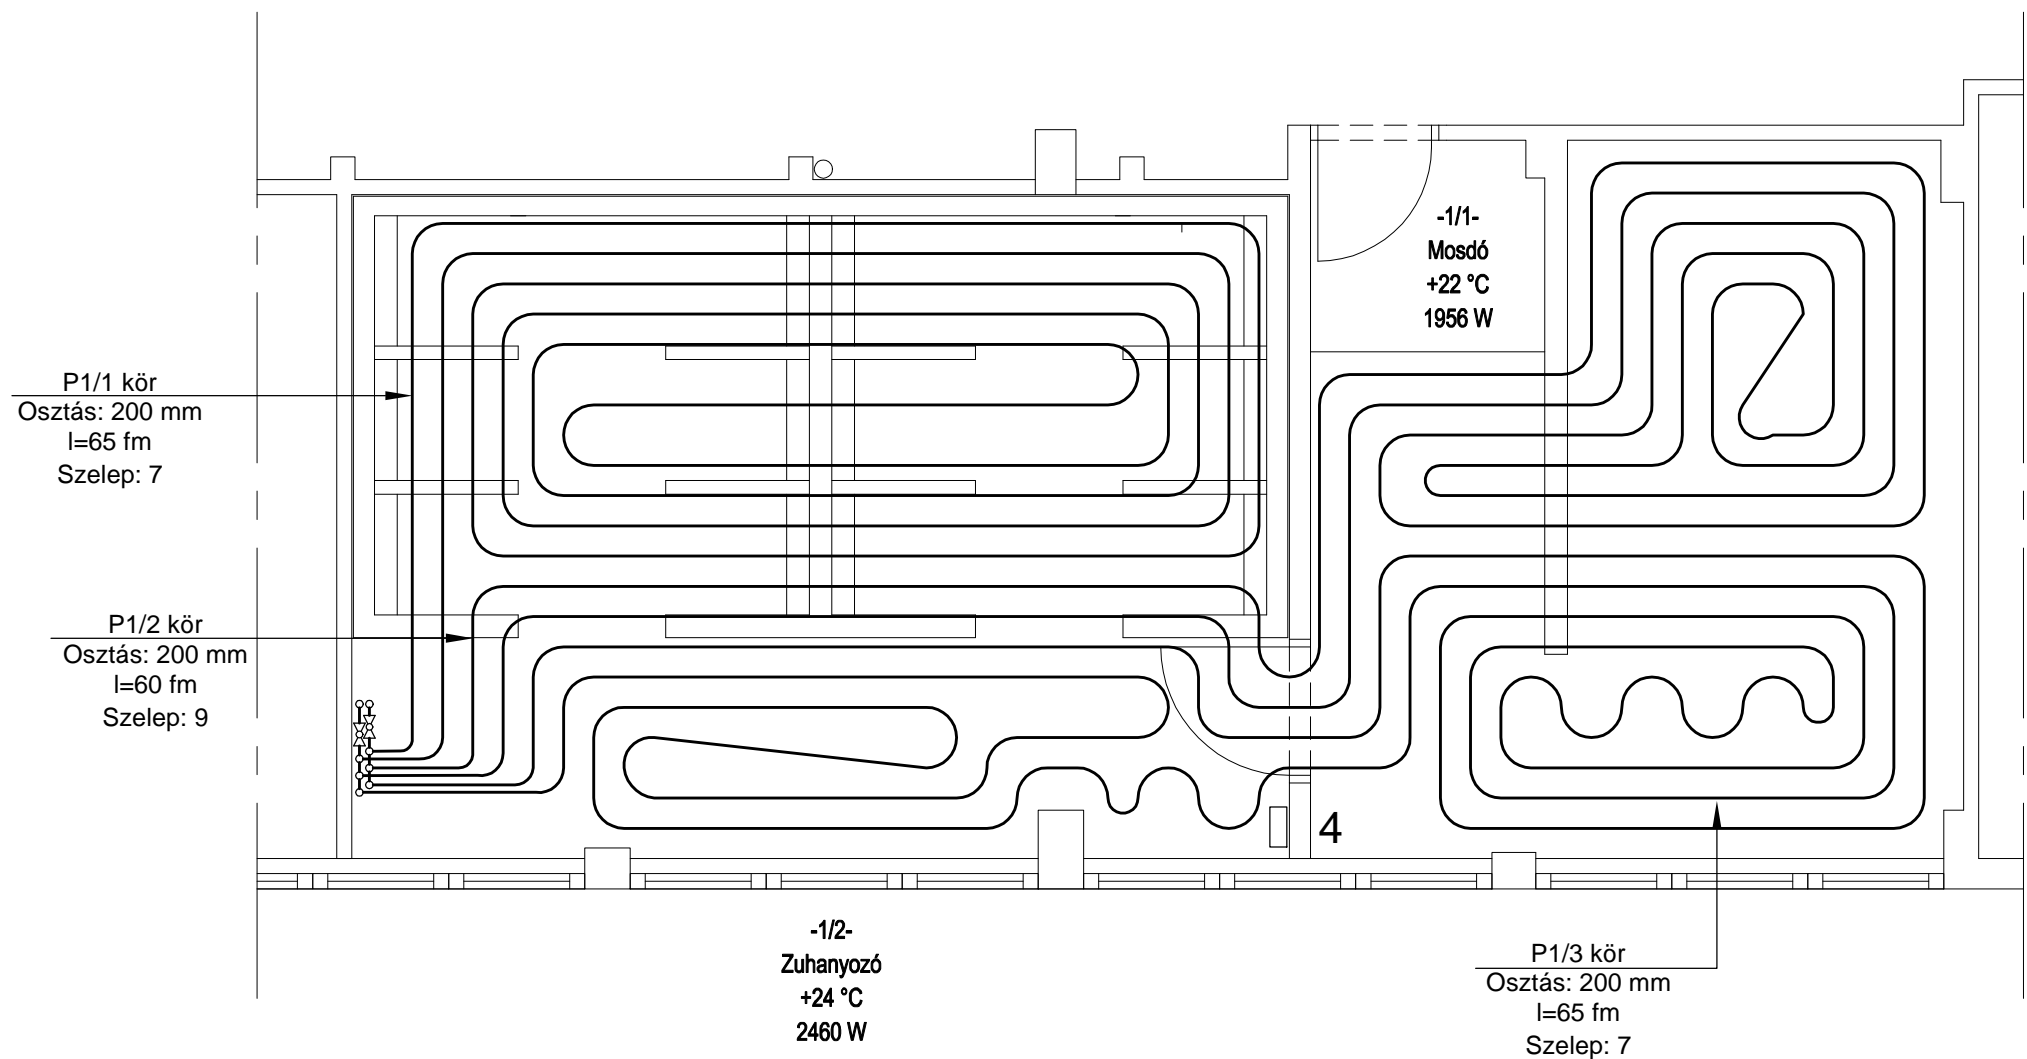 -1/1-
Mosdó
+22 °C
1956 W
P1/1 kör
Osztás: 200 mm
l=65 fm
Szelep: 7
P1/2 kör
Osztás: 200 mm
l=60 fm
Szelep: 9
4
-1/2-
Zuhanyozó
+24 °C
2460 W
P1/3 kör
Osztás: 200 mm
l=65 fm
Szelep: 7